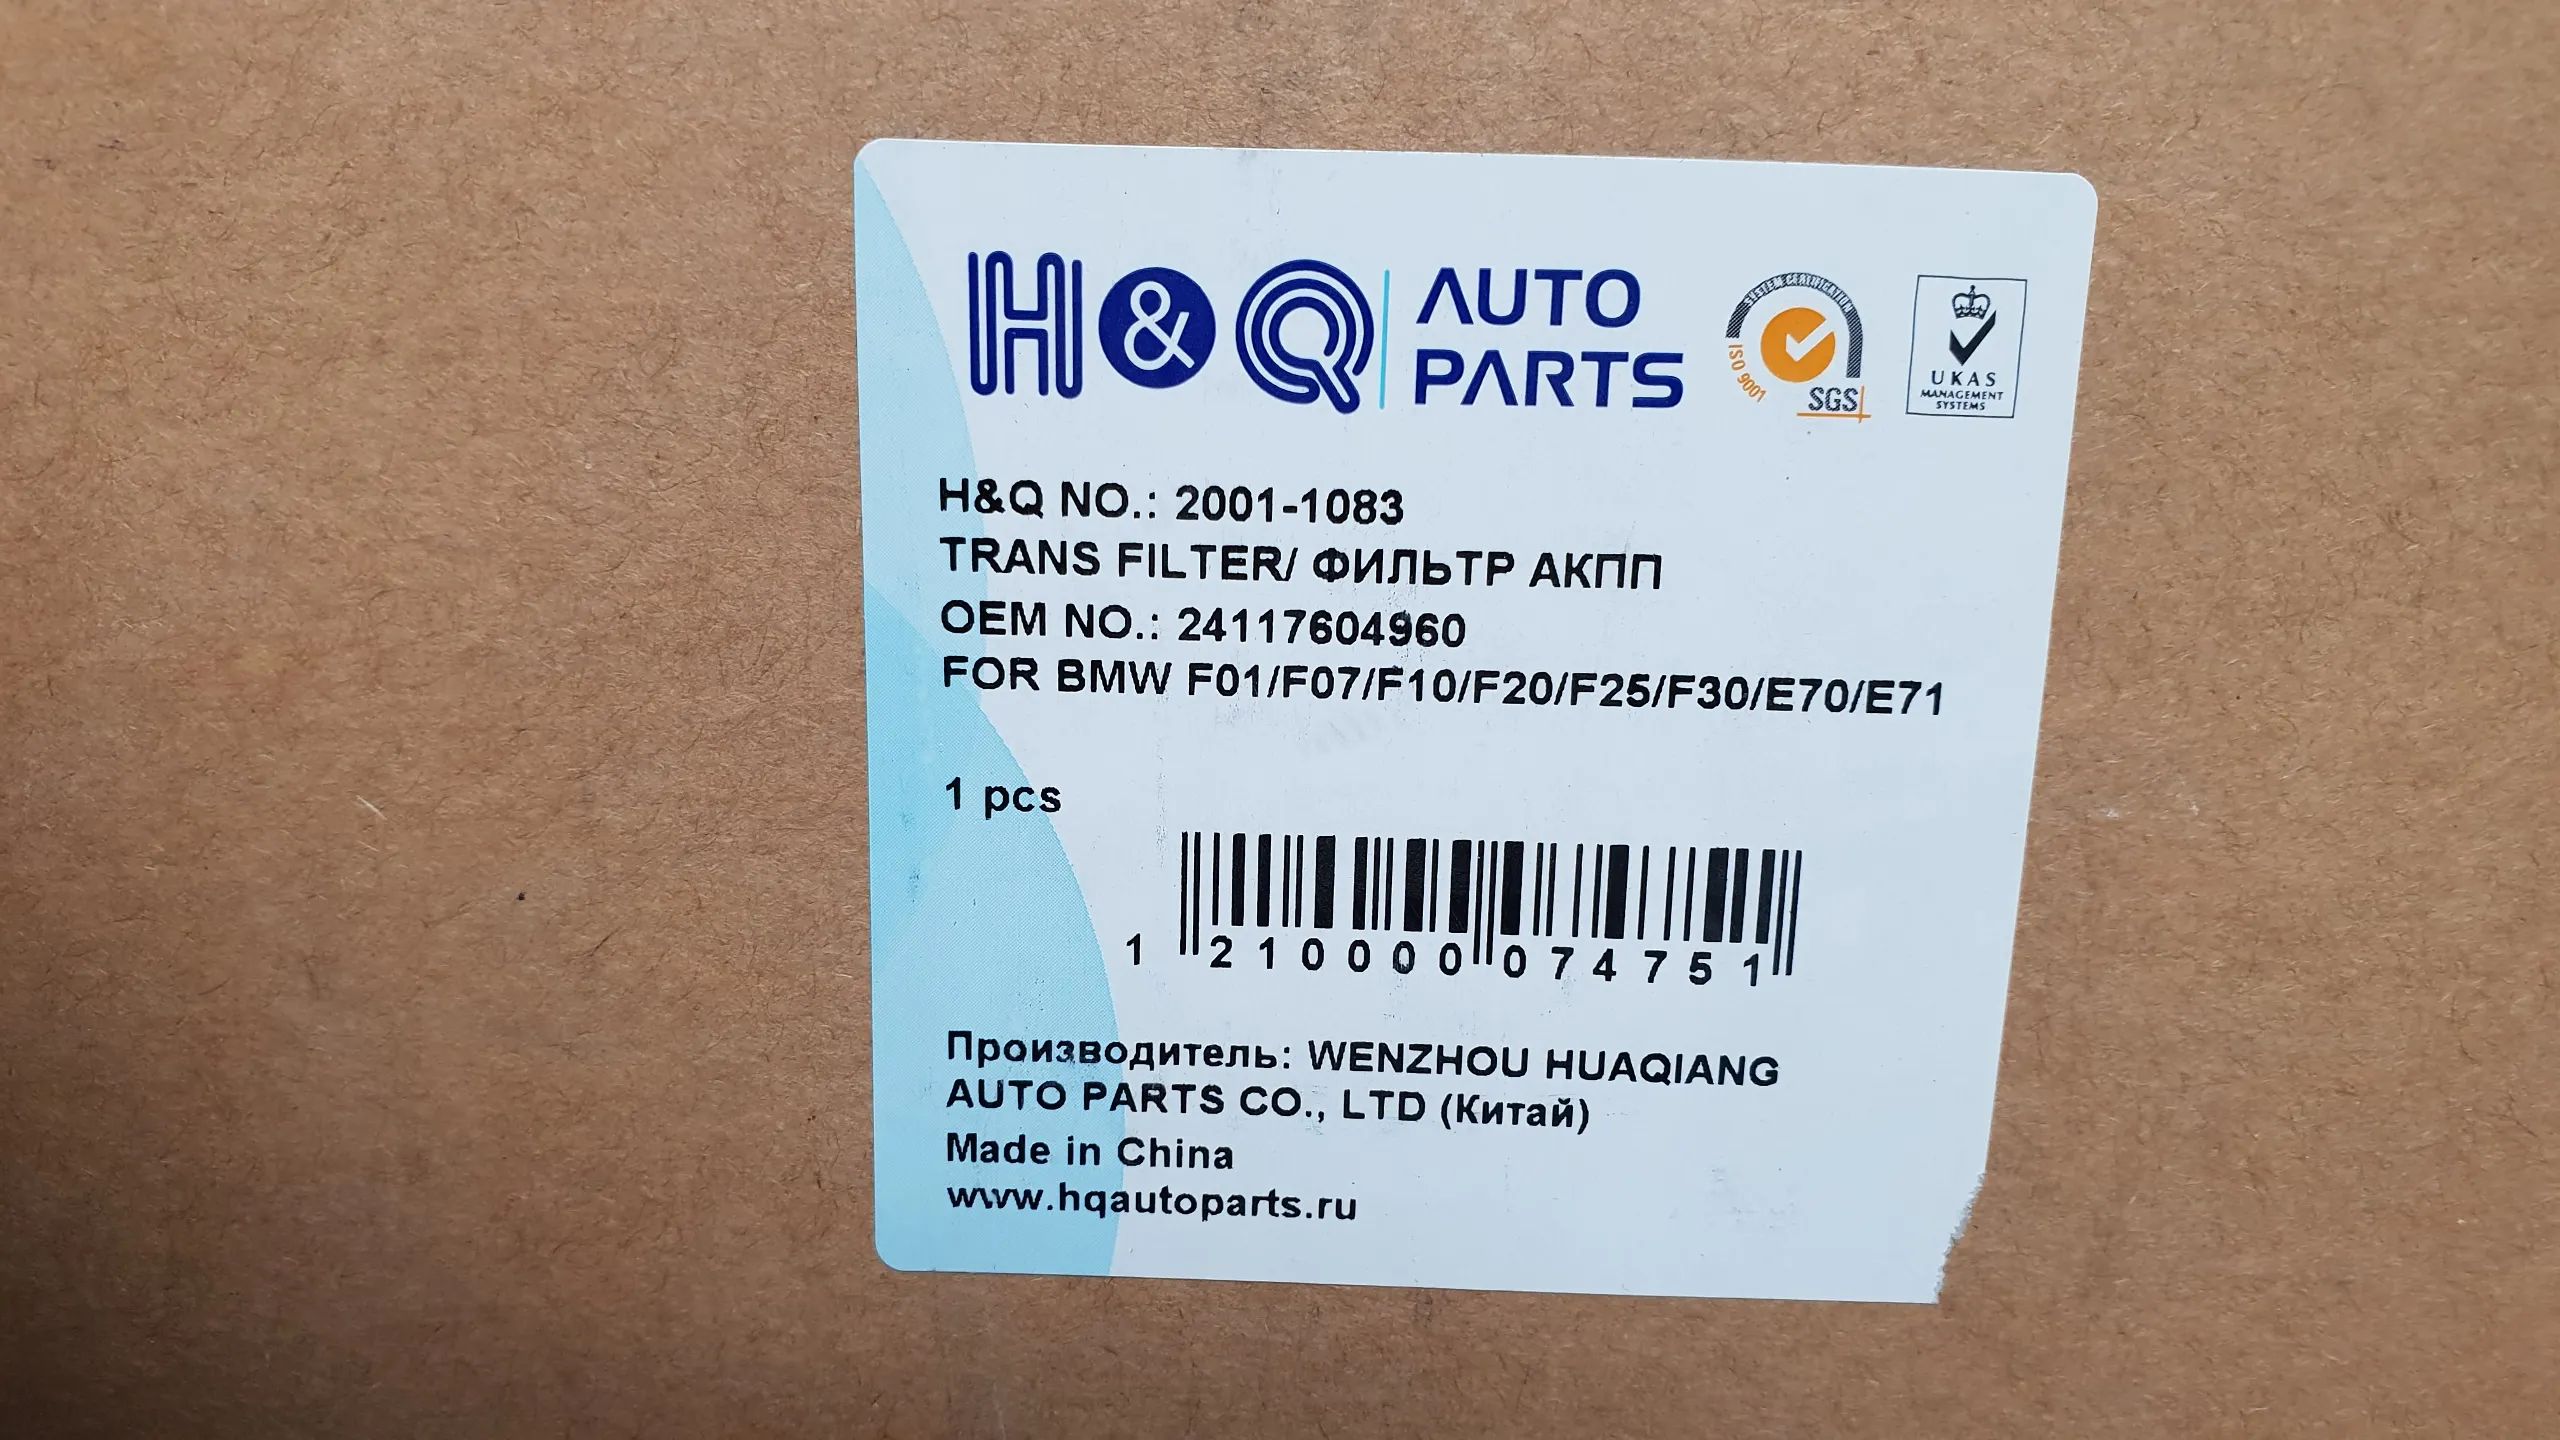 H&Q AUTO PARTS
SYSTEM CERTIFICATION
ISO 9001
SGS
UKAS
MANAGEMENT
SYSTEMS
H&Q NO.: 2001-1083
TRANS FILTER/ ФИЛЬТР АКПП
OEM NO.: 24117604960
FOR BMW F01/F07/F10/F20/F25/F30/E70/E71
1 pcs
1 210000 074751
Производитель: WENZHOU HUAQIANG
AUTO PARTS CO., LTD (Китай)
Made in China
www.hqautoparts.ru